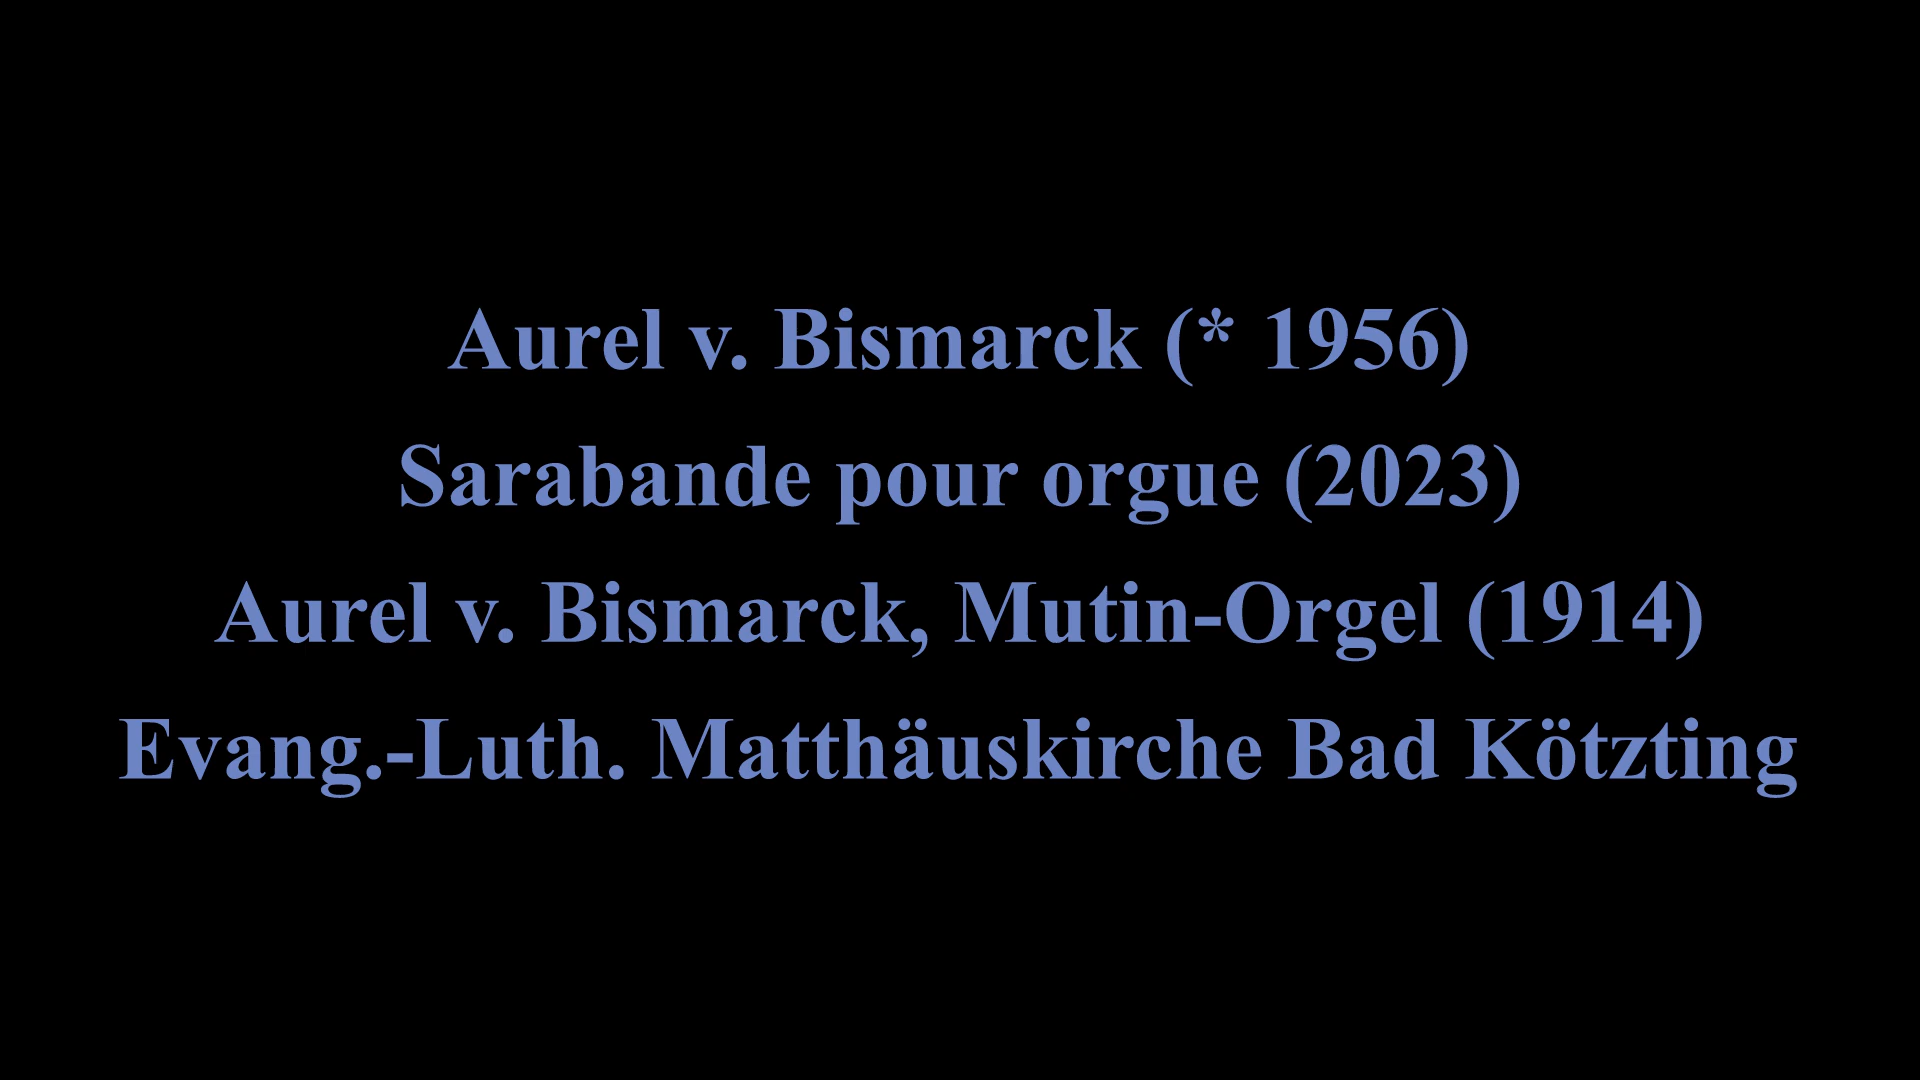 Aurel v. Bismarck (* 1956)
Sarabande pour orgue (2023)
Aurel v. Bismarck, Mutin-Orgel (1914)
Evang.-Luth. Matthäuskirche Bad Kötzting